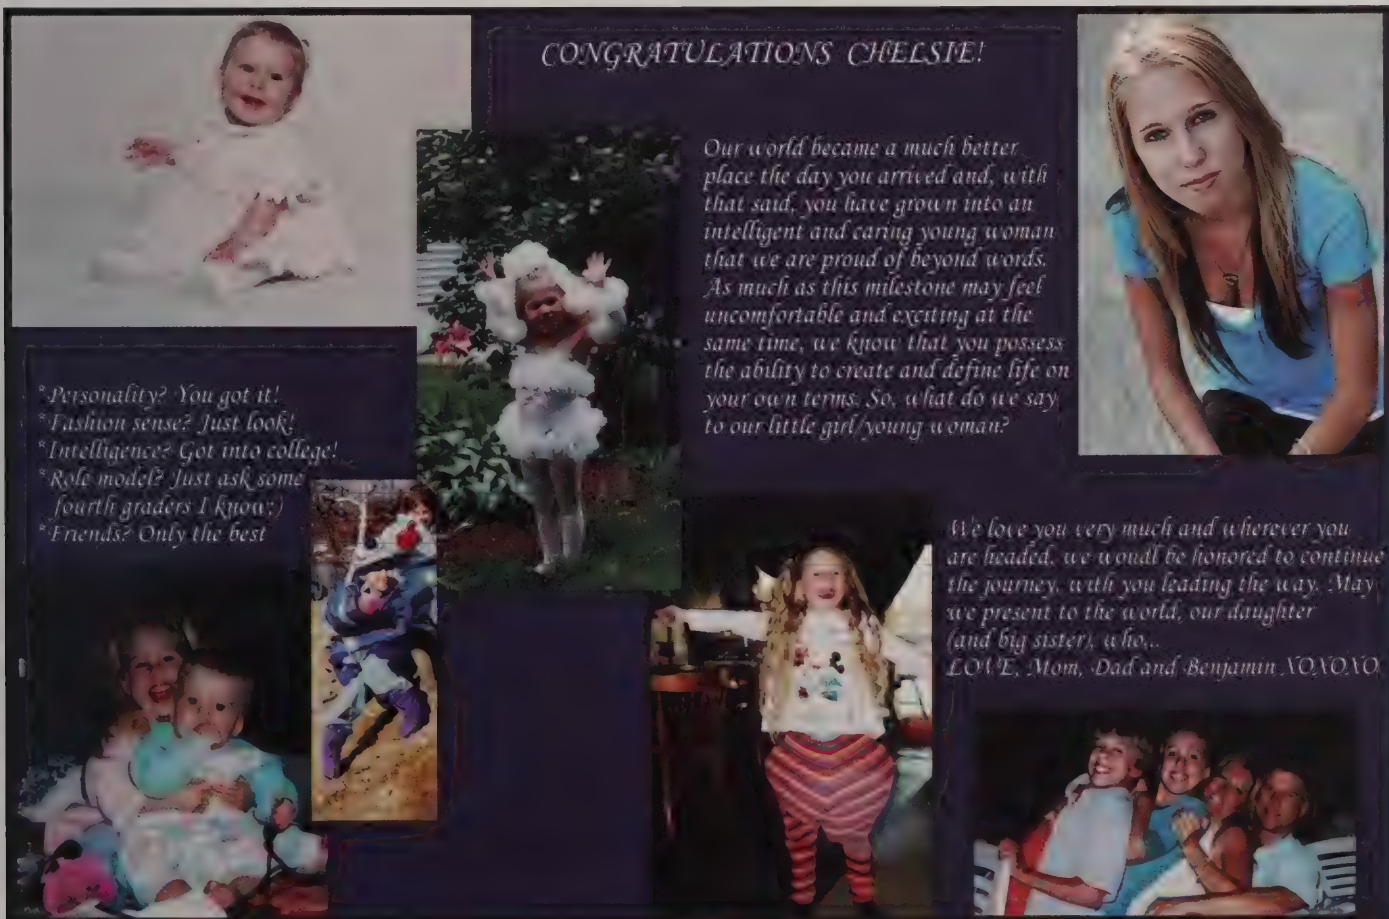 CONGRATULATIONS CHELSIE!
Our world became a much better
place the day you arrived and, with
that said, you have grown into an
intelligent and caring young woman
that we are proud of beyond words.
As much as this milestone may feel
uncomfortable and exciting at the
same time, we know that you possess
the ability to create and define life on
your own terms. So, what do we say
to our little girl/young woman?
*Personality? You got it!
*Fashion sense? Just look!
*Intelligence? Got into college!
*Role model? Just ask some
fourth graders I know:)
*Friends? Only the best
We love you very much and wherever you
are headed, we woudl be honored to continue
the journey, with you leading the way. May
we present to the world, our daughter
(and big sister), who...
LOVE, Mom, Dad and Benjamin XOXOXO